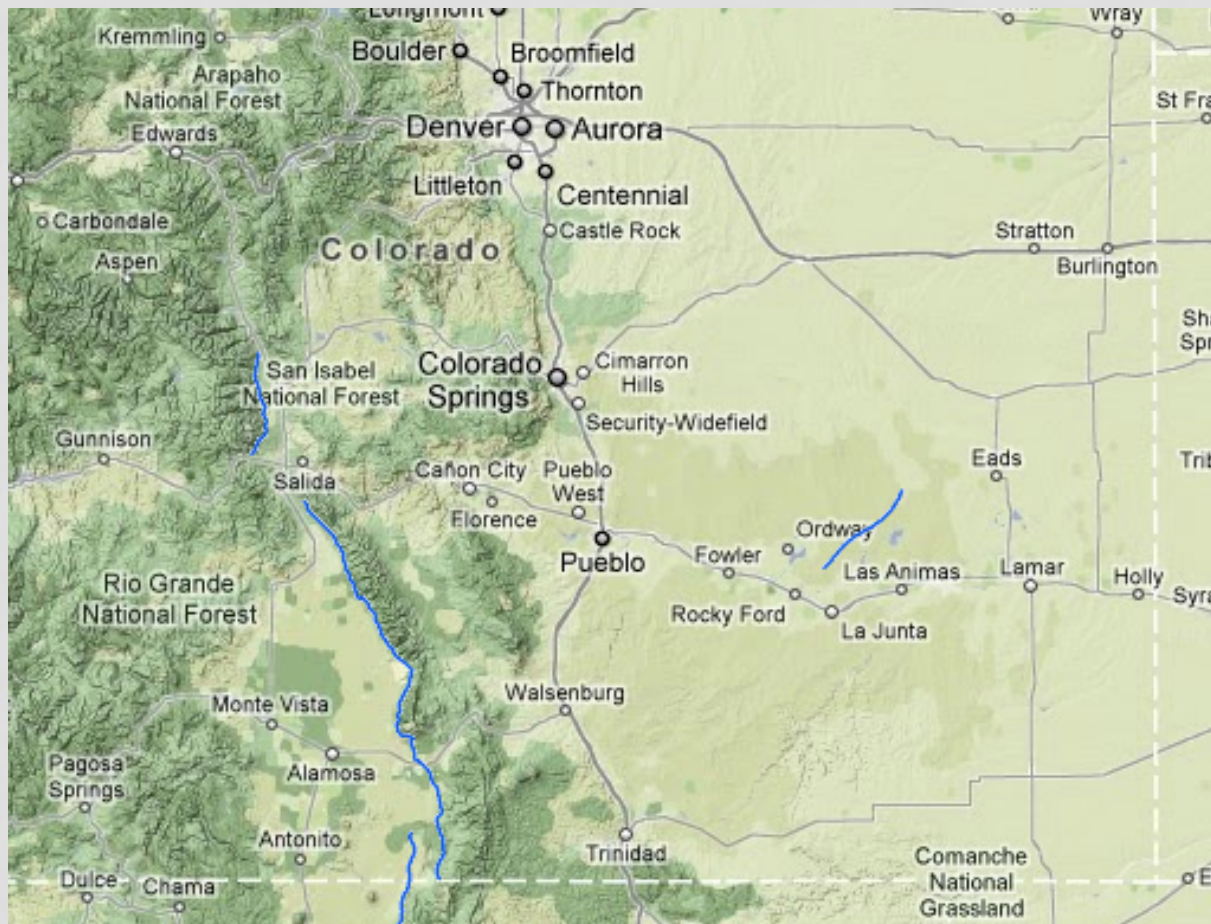 Longmont
Wray
Kremmling
Boulder
Broomfield
Arapaho
National Forest
Thornton
St Fra
Edwards
Denver
Aurora
Littleton
Centennial
Carbondale
Castle Rock
Colorado
Stratton
Aspen
Burlington
Sha
Spr
San Isabel
National Forest
Colorado
Springs
Cimarron
Hills
Security-Widefield
Gunnison
Salida
Cañon City
Pueblo
West
Eads
Trib
Florence
Ordway
Pueblo
Fowler
Las Animas
Lamar
Holly
Syra
Rio Grande
National Forest
Rocky Ford
La Junta
Walsenburg
Monte Vista
Alamosa
Pagosa
Springs
Antonito
Trinidad
Comanche
National
Grassland
Dulce
Chama
E